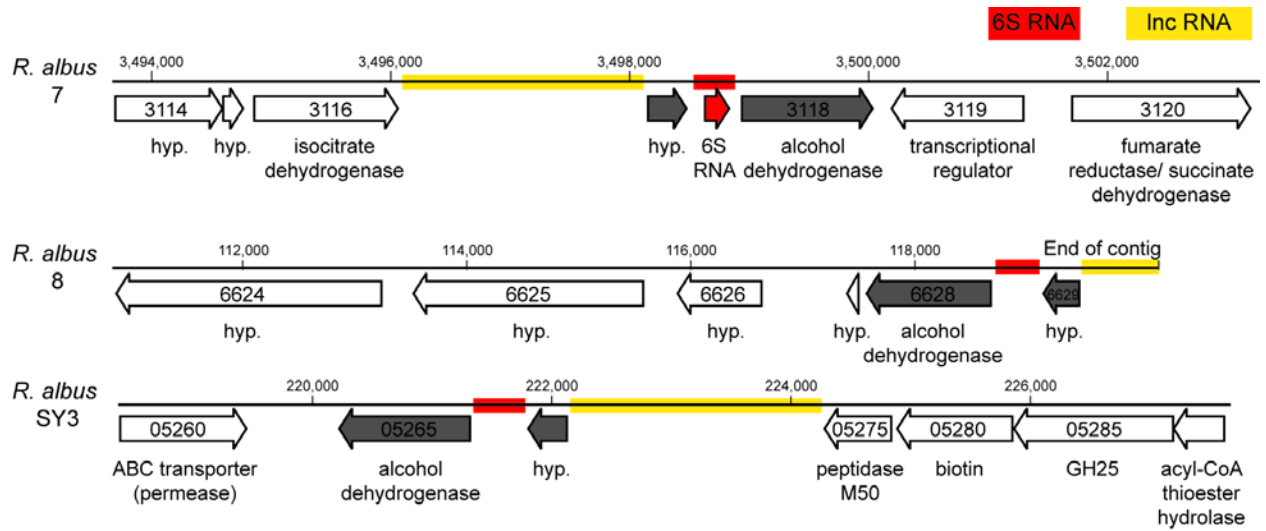 6S RNA lnc RNA
R. albus 7
3,494,000 3,496,000 3,498,000 3,500,000 3,502,000
3114 3116 3118 3119 3120
hyp. hyp. isocitrate dehydrogenase hyp. 6S RNA alcohol dehydrogenase transcriptional regulator fumarate reductase/ succinate dehydrogenase
R. albus 8
112,000 114,000 116,000 118,000 End of contig
6624 6625 6626 6628 6629
hyp. hyp. hyp. hyp. alcohol dehydrogenase hyp.
R. albus SY3
220,000 222,000 224,000 226,000
05260 05265 05275 05280 05285
ABC transporter (permease) alcohol dehydrogenase hyp. peptidase M50 biotin GH25 acyl-CoA thioester hydrolase